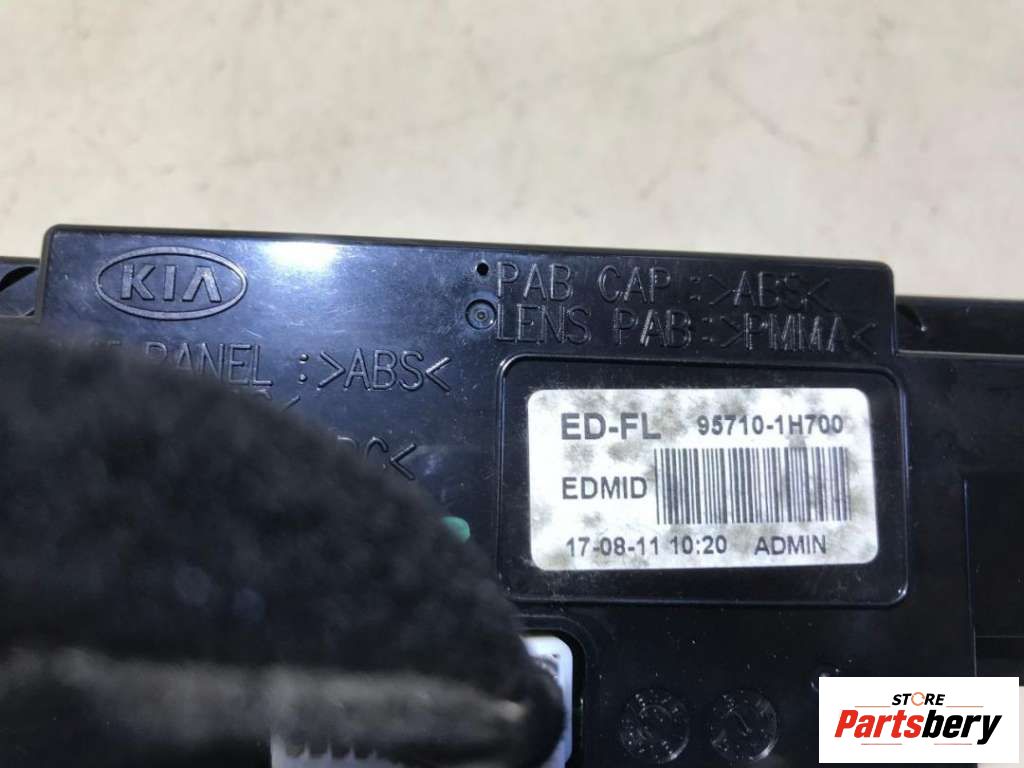 KIA
PAB CAP :>ABS<
LENS PAB:>PMMA<
PANEL :>ABS<
ED-FL 95710-1H700
EDMID
17-08-11 10:20 ADMIN
STORE
Partsbery